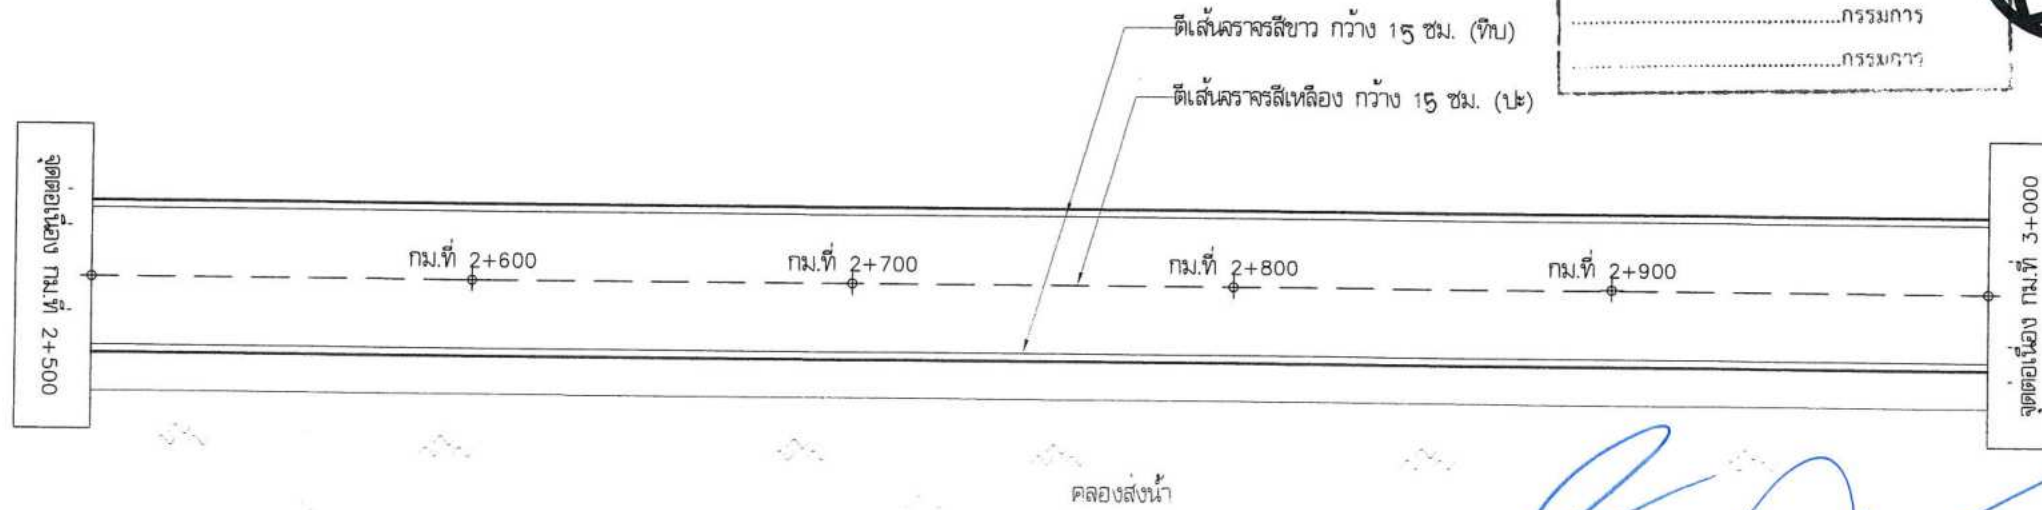 ตีเส้นจราจรสีขาว กว้าง 15 ซม. (ทึบ)
กรรมการ
กรรมการ
ตีเส้นจราจรสีเหลือง กว้าง 15 ซม. (ปะ)
จุดต่อเนื่อง กม.ที่ 2+500
กม.ที่ 2+600
กม.ที่ 2+700
กม.ที่ 2+800
กม.ที่ 2+900
จุดต่อเนื่อง กม.ที่ 3+000
คลองส่งน้ำ